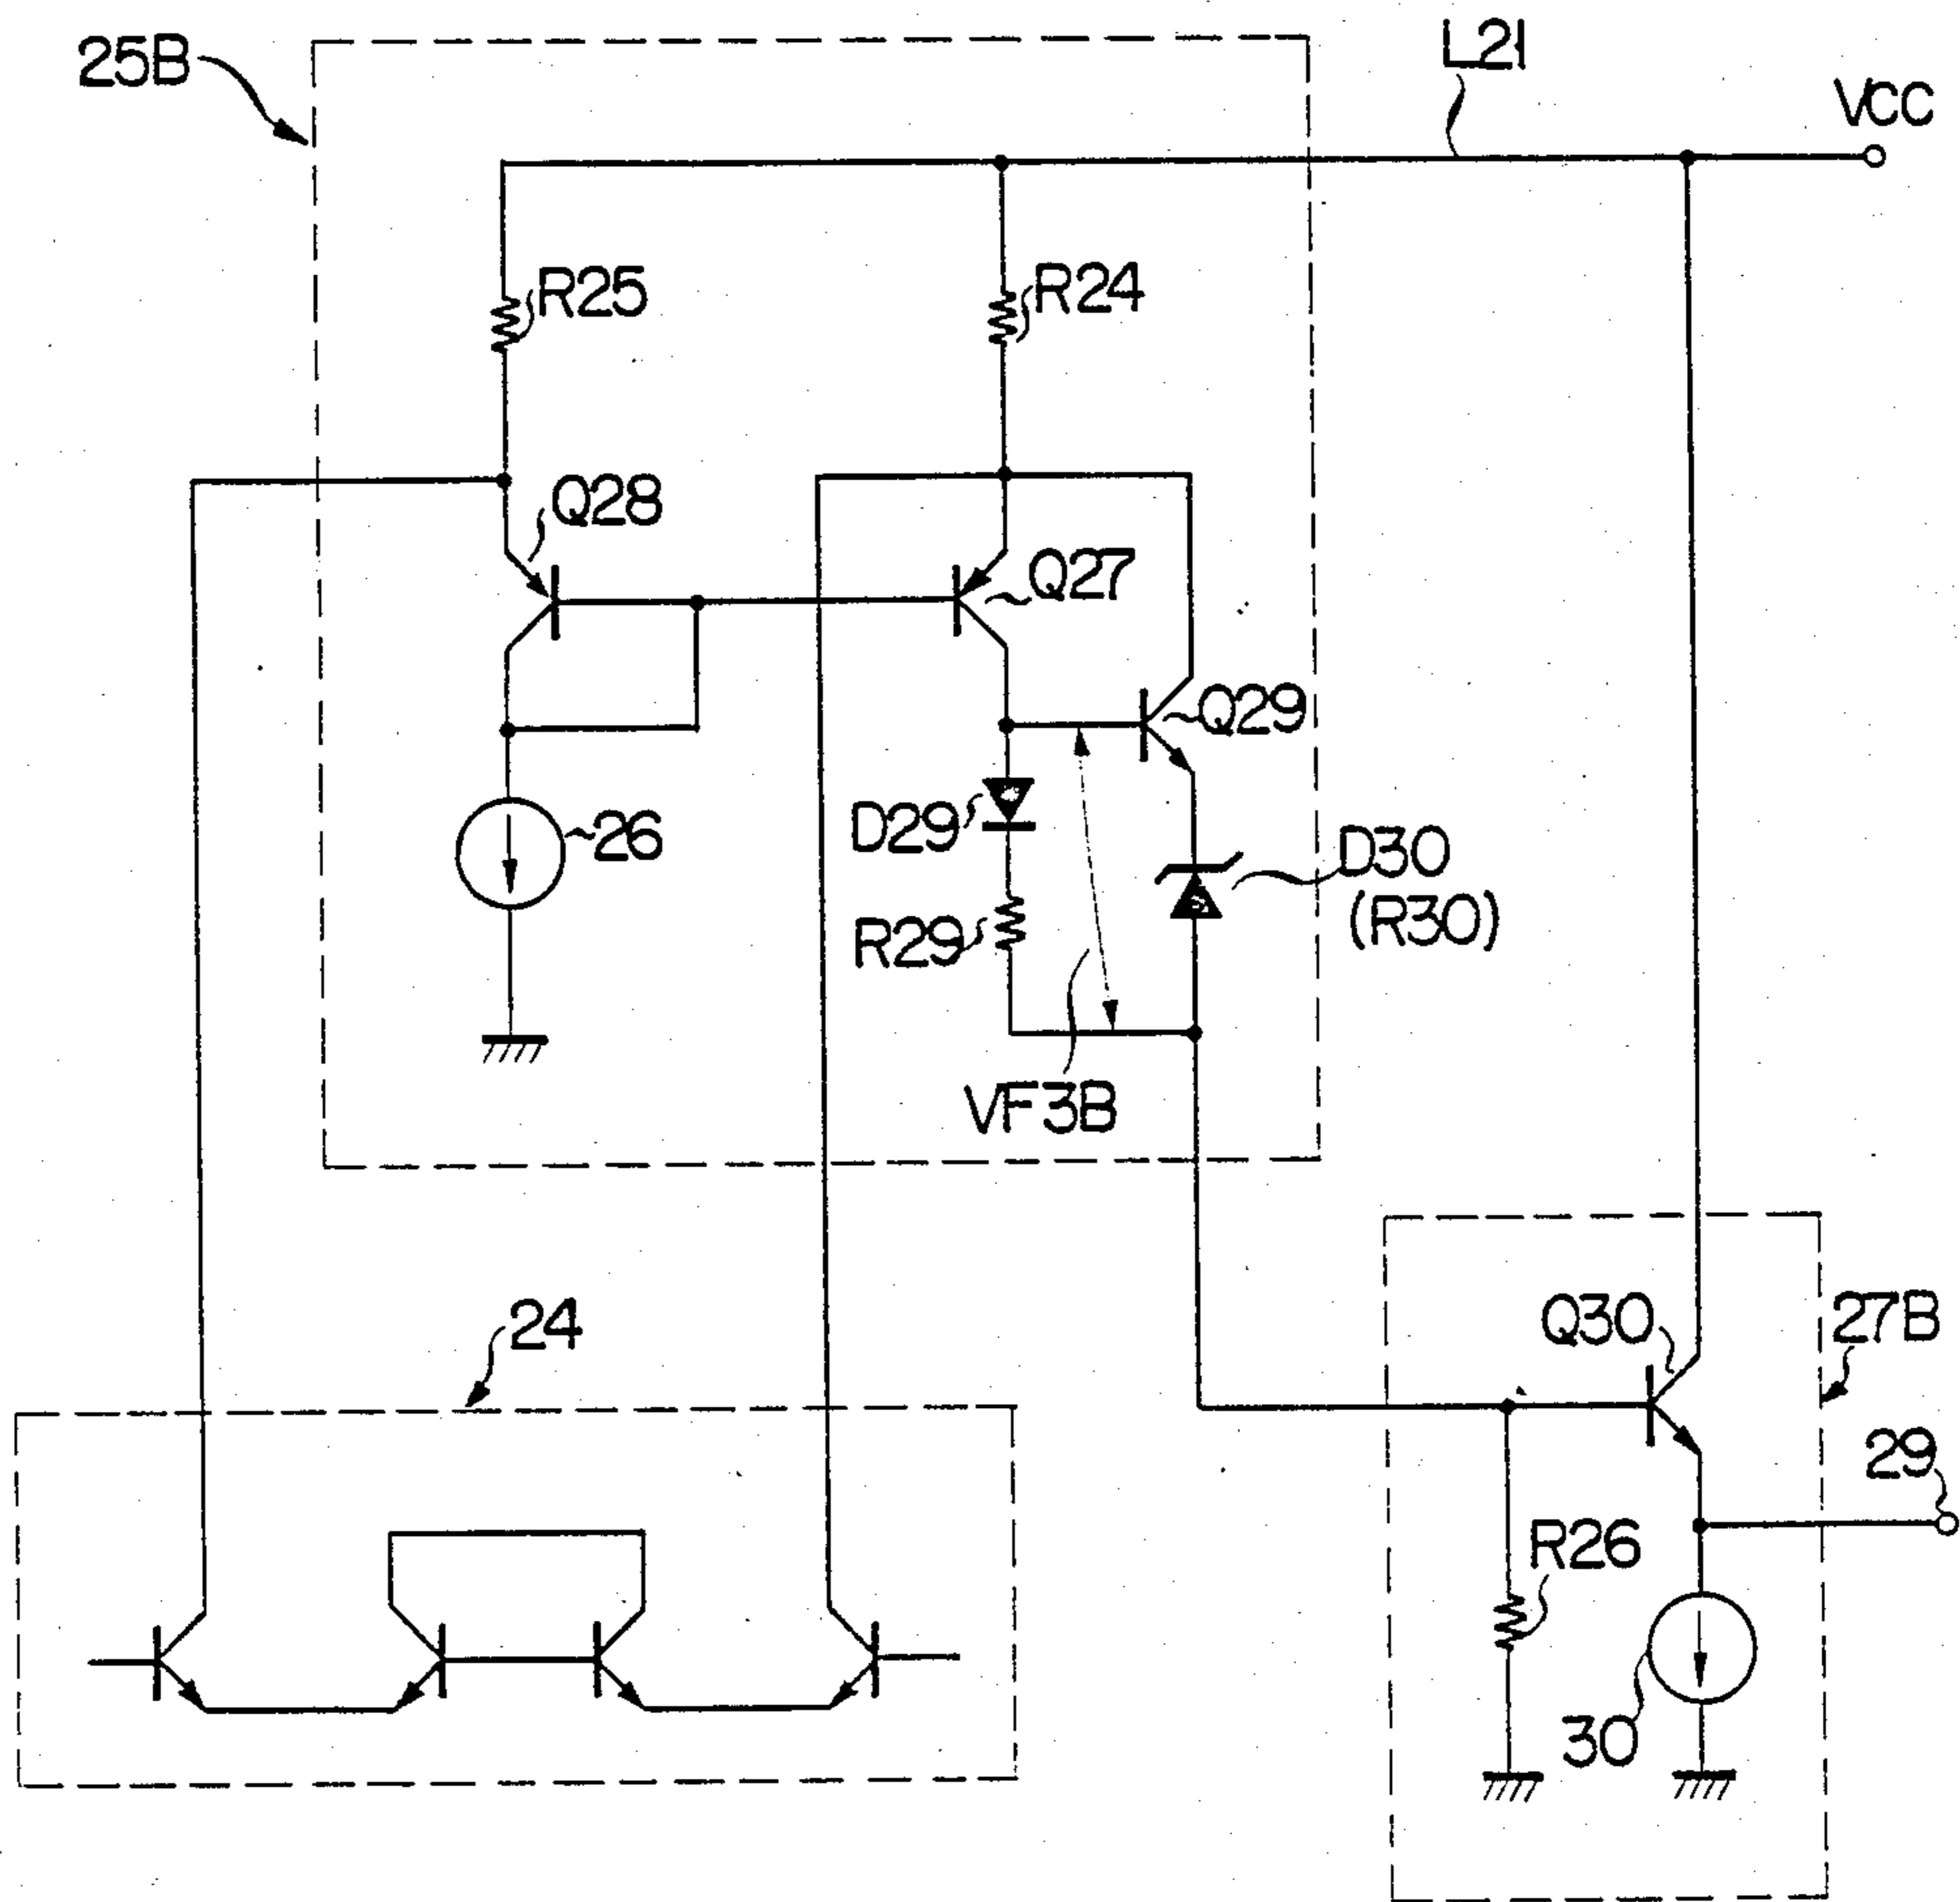 25B
L21
VCC
R25
R24
Q28
Q27
Q29
D29
26
D30
(R30)
R29
VF3B
24
Q30
27B
29
R26
30